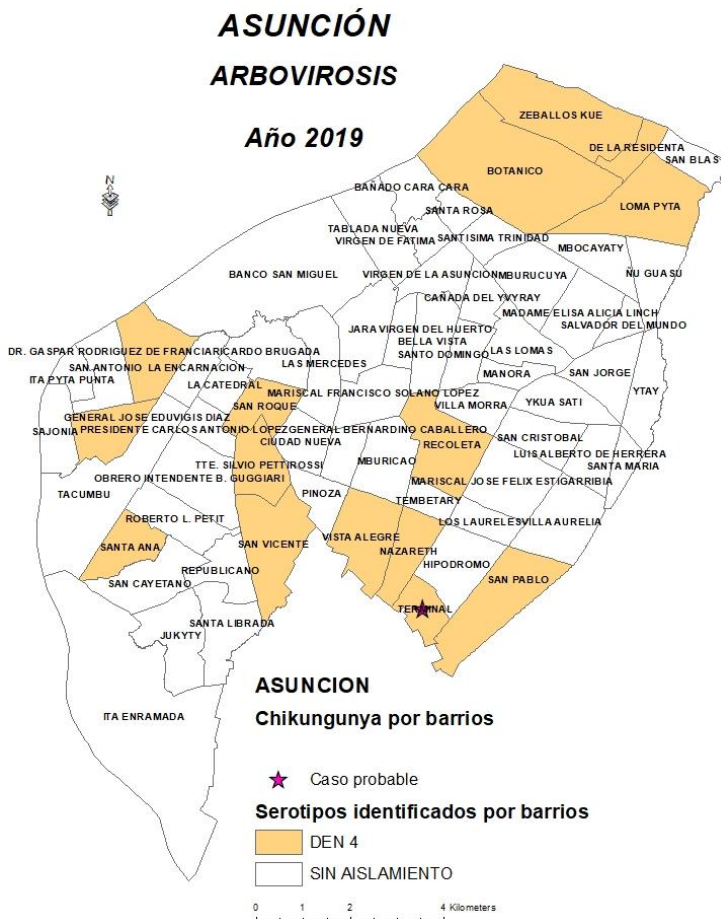 ASUNCIÓN
ARBOVIROSIS
Año 2019
N
ZEBALLOS KUE
DE LA RESIDENTA
SAN BLAS
BOTANICO
BAÑADO CARA CARA
LOMA PYTA
SANTA ROSA
TABLADA NUEVA
VIRGEN DE FATIMA
SANTISIMA TRINIDAD
MBOCAYATY
BANCO SAN MIGUEL
VIRGEN DE LA ASUNCION
MBURUCUYA
ÑU GUASU
CAÑADA DEL YVYRAY
MADAME ELISA ALICIA LINCH
SALVADOR DEL MUNDO
JARA
VIRGEN DEL HUERTO
BELLA VISTA
DR. GASPAR RODRIGUEZ DE FRANCIA
RICARDO BRUGADA
SANTO DOMINGO
LAS LOMAS
SAN ANTONIO
LA ENCARNACION
LAS MERCEDES
ITA PYTA PUNTA
LA CATEDRAL
MANORA
SAN JORGE
MARISCAL FRANCISCO SOLANO LOPEZ
YTAY
SAN ROQUE
VILLA MORRA
YKUA SATI
GENERAL JOSE EDUVIGIS DIAZ
SAJONIA
PRESIDENTE CARLOS ANTONIO LOPEZ
GENERAL BERNARDINO CABALLERO
CIUDAD NUEVA
RECOLETA
SAN CRISTOBAL
LUIS ALBERTO DE HERRERA
TTE. SILVIO PETTIROSSI
MBURICAO
SANTA MARIA
OBRERO INTENDENTE B. GUGGIARI
MARISCAL JOSE FELIX ESTIGARRIBIA
TACUMBU
PINOZA
TEMBETARY
ROBERTO L. PETIT
LOS LAURELES
VILLA AURELIA
SANTA ANA
SAN VICENTE
VISTA ALEGRE
NAZARETH
HIPODROMO
REPUBLICANO
SAN PABLO
SAN CAYETANO
TERMINAL
SANTA LIBRADA
JUKYTY
ITA ENRAMADA
ASUNCION
Chikungunya por barrios
Caso probable
Serotipos identificados por barrios
DEN 4
SIN AISLAMIENTO
0 1 2 4 Kilometers